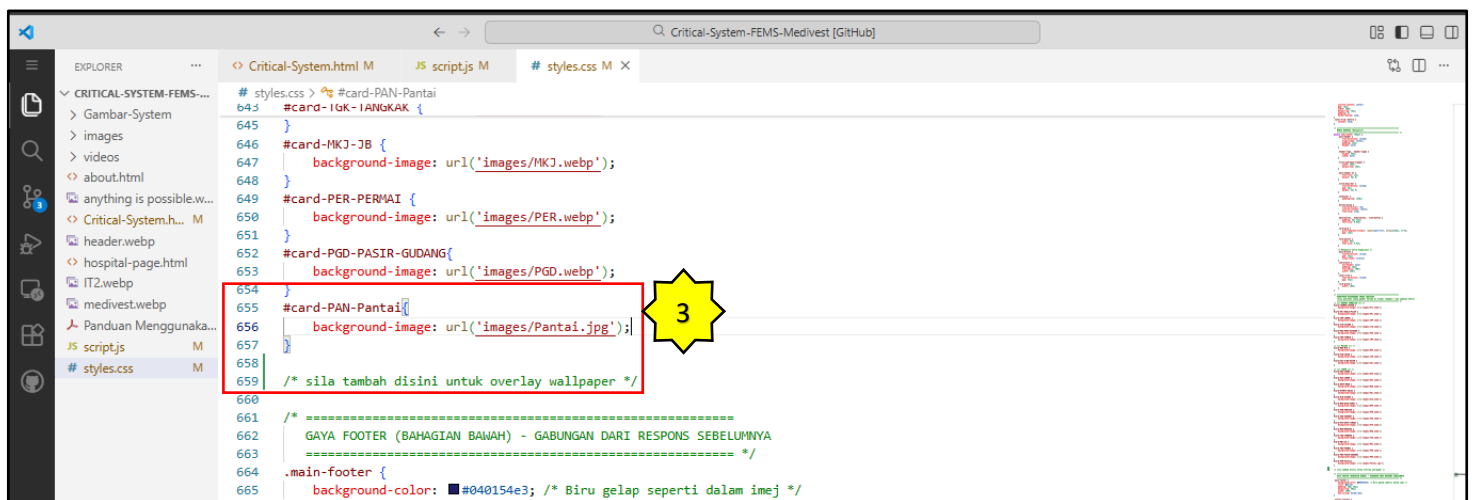 Critical-System-FEMS-Medivest [GitHub]
EXPLORER ···
Critical-System.html M
JS script.js M
# styles.css M ×
CRITICAL-SYSTEM-FEMS-...
# styles.css > #card-PAN-Pantai
> Gambar-System
> images
> videos
<> about.html
anything is possible.w...
<> Critical-System.h... M
header.webp
<> hospital-page.html
IT2.webp
medivest.webp
Panduan Menggunaka...
JS script.js M
# styles.css M
3
643 #card-TGK-TANGKAK {
645 }
646 #card-MKJ-JB {
647 background-image: url('images/MKJ.webp');
648 }
649 #card-PER-PERMAI {
650 background-image: url('images/PER.webp');
651 }
652 #card-PGD-PASIR-GUDANG{
653 background-image: url('images/PGD.webp');
654 }
655 #card-PAN-Pantai{
656 background-image: url('images/Pantai.jpg');
657 }
658
659 /* sila tambah disini untuk overlay wallpaper */
660
661 /* ==========================================================
662 GAYA FOOTER (BAHAGIAN BAWAH) - GABUNGAN DARI RESPONS SEBELUMNYA
663 ========================================================== */
664 .main-footer {
665 background-color: #040154e3; /* Biru gelap seperti dalam imej */
3